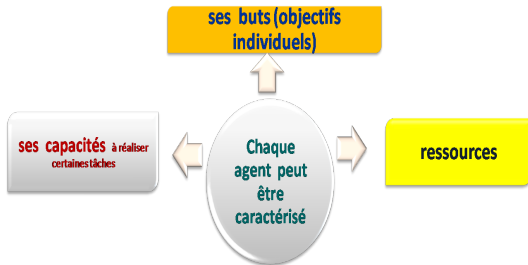 ses buts (objectifs
individuels)
ses capacités à réaliser
certaines tâches
Chaque
agent peut
être
caractérisé
ressources